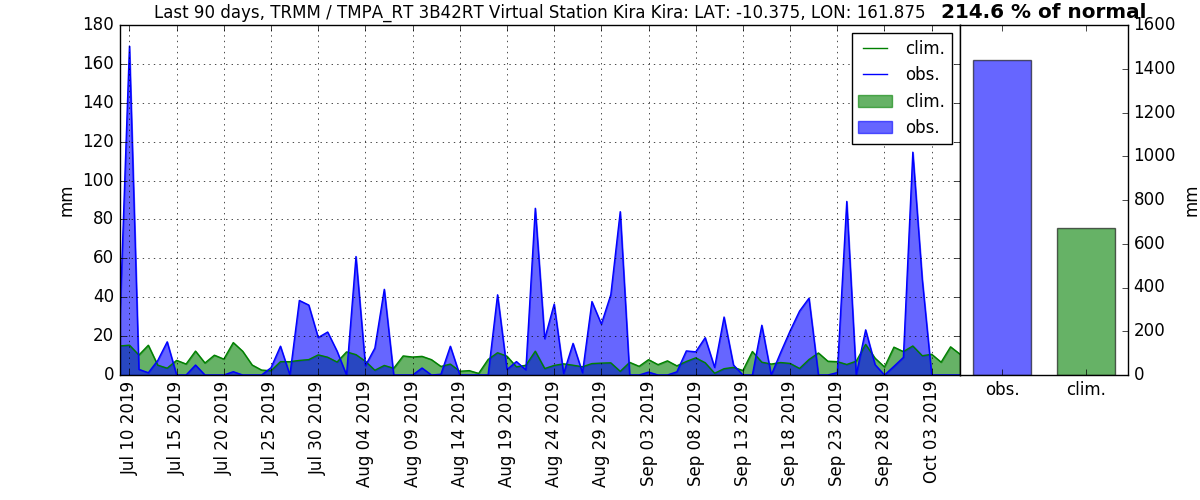 Last 90 days, TRMM / TMPA_RT 3B42RT Virtual Station Kira Kira: LAT: -10.375, LON: 161.875 214.6 % of normal
180
160
140
120
100
80
60
40
20
0
mm
clim.
obs.
clim.
obs.
1600
1400
1200
1000
800
600
400
200
0
mm
Jul 10 2019
Jul 15 2019
Jul 20 2019
Jul 25 2019
Jul 30 2019
Aug 04 2019
Aug 09 2019
Aug 14 2019
Aug 19 2019
Aug 24 2019
Aug 29 2019
Sep 03 2019
Sep 08 2019
Sep 13 2019
Sep 18 2019
Sep 23 2019
Sep 28 2019
Oct 03 2019
obs.
clim.